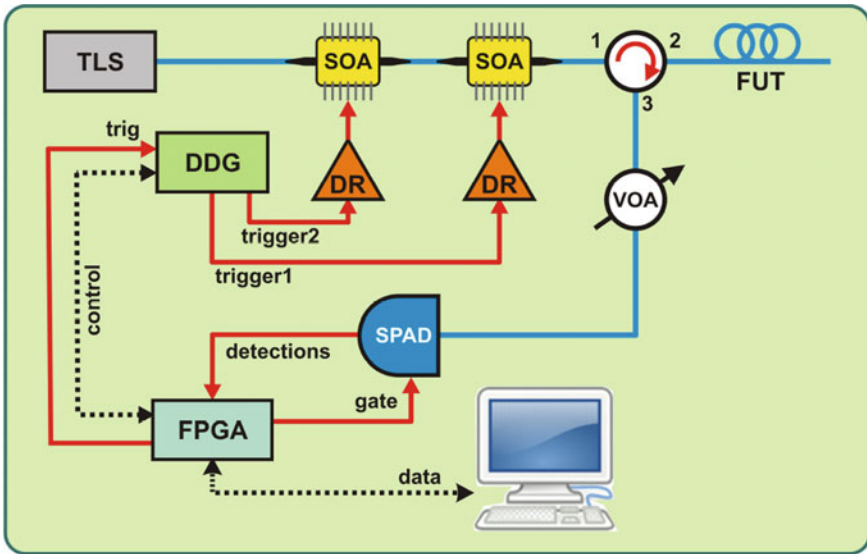 TLS
SOA
SOA
1
2
3
FUT
trig
DDG
DR
DR
VOA
trigger2
trigger1
control
SPAD
detections
gate
FPGA
data